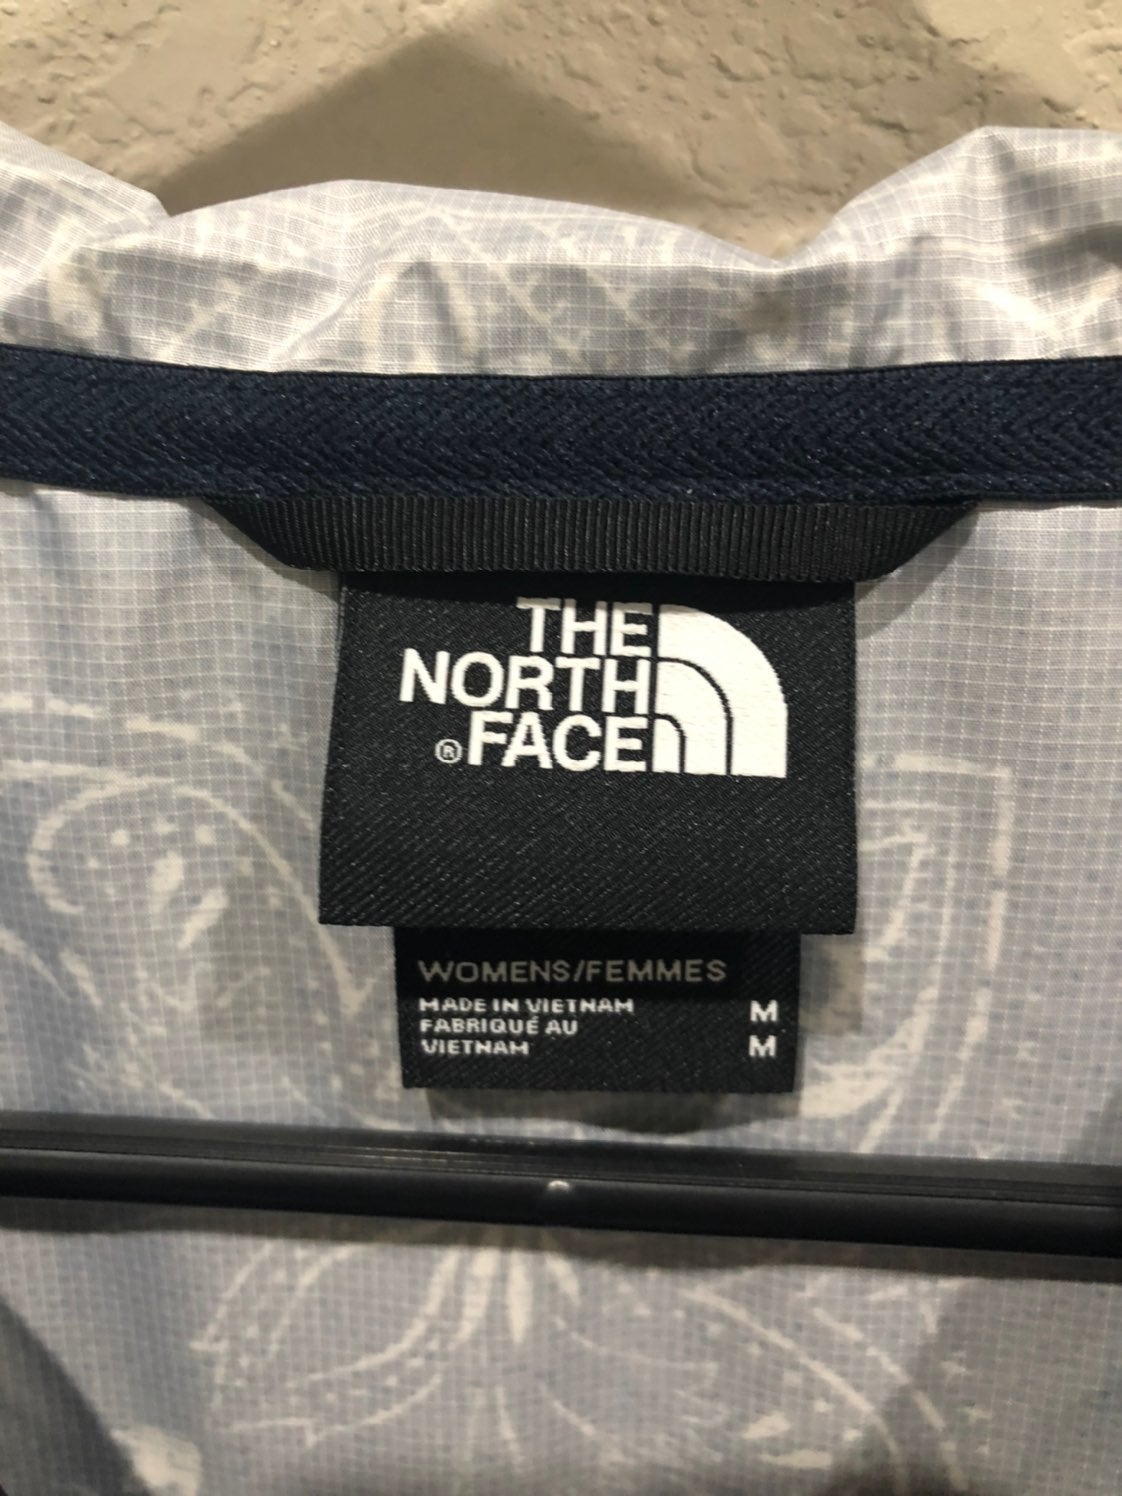 THE
NORTH
®FACE
WOMENS/FEMMES
MADE IN VIETNAM M
FABRIQUÉ AU
VIETNAM M